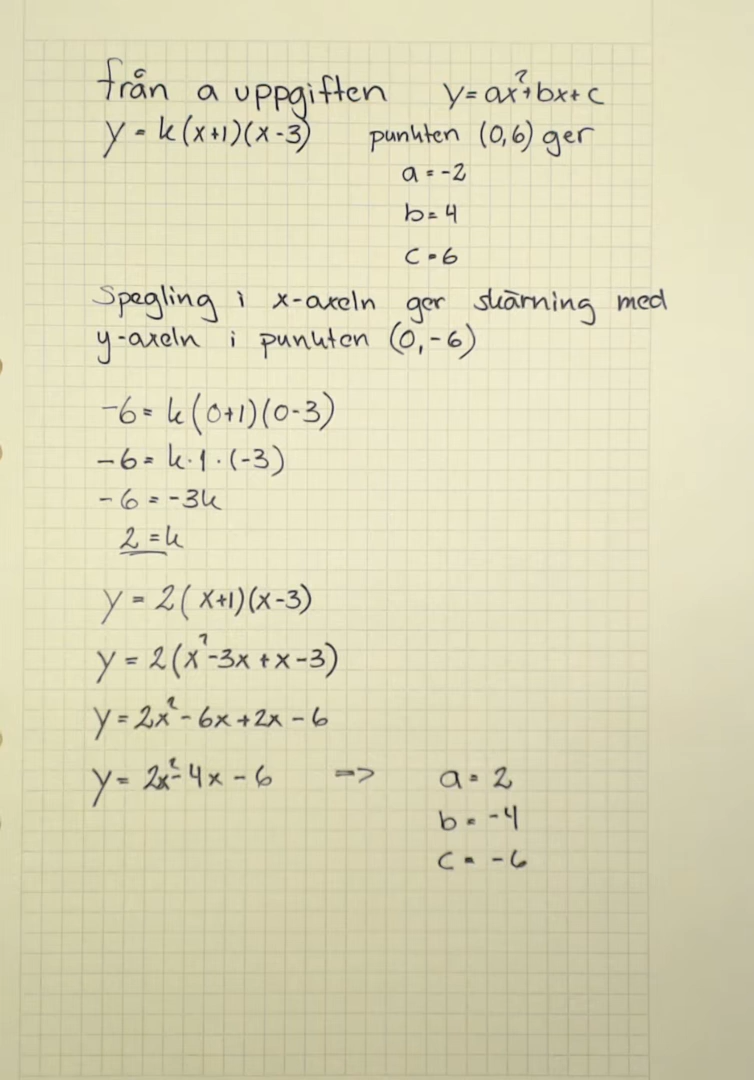 från a uppgiften y=ax²+bx+c
y = k(x+1)(x-3) punkten (0,6) ger
a = -2
b = 4
c = 6
Spegling i x-axeln ger skärning med
y-axeln i punkten (0,-6)
-6 = k(0+1)(0-3)
-6 = k·1·(-3)
-6 = -3k
2 = k
y = 2(x+1)(x-3)
y = 2(x²-3x+x-3)
y = 2x²-6x+2x-6
y = 2x²-4x-6 => a = 2
b = -4
c = -6